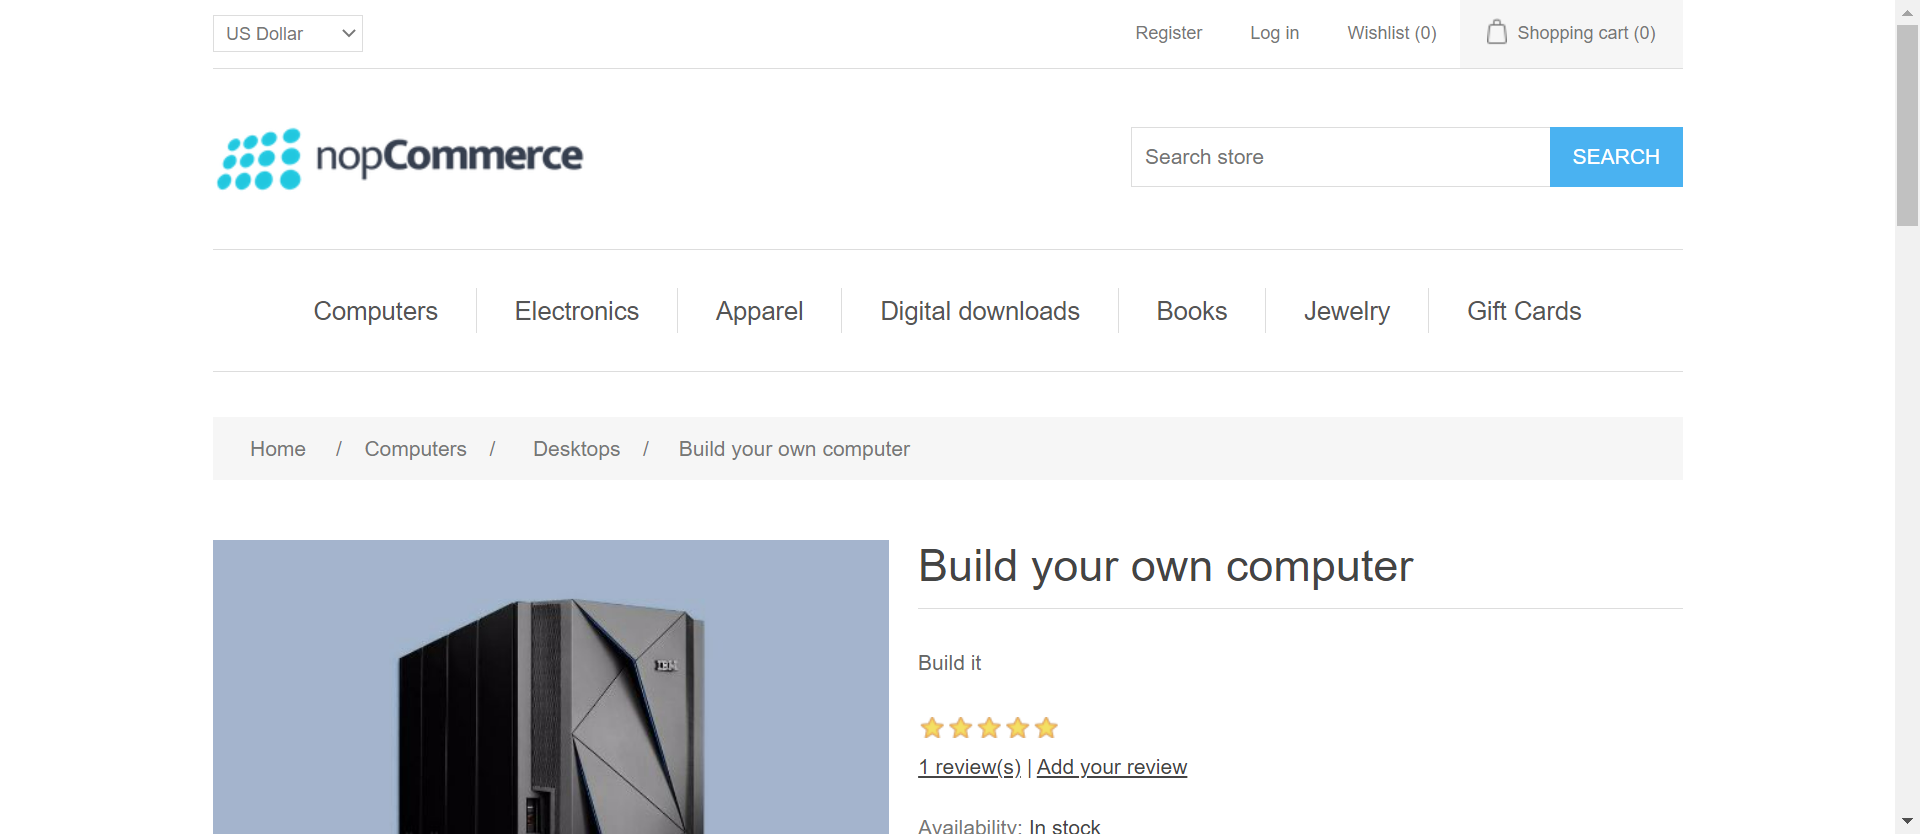 US Dollar
Register
Log in
Wishlist (0)
Shopping cart (0)
nopCommerce
Search store
SEARCH
Computers
Electronics
Apparel
Digital downloads
Books
Jewelry
Gift Cards
Home / Computers / Desktops / Build your own computer
Build your own computer
IBM
Build it
1 review(s) | Add your review
Availability: In stock